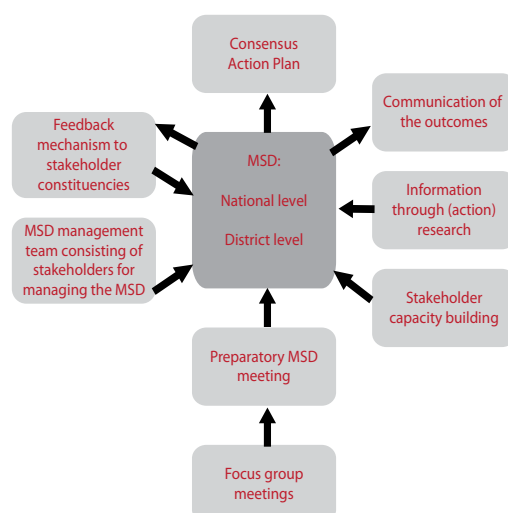 Consensus
Action Plan
Communication of
the outcomes
Feedback
mechanism to
stakeholder
constituencies
MSD:
National level
District level
Information
through (action)
research
MSD management
team consisting of
stakeholders for
managing the MSD
Stakeholder
capacity building
Preparatory MSD
meeting
Focus group
meetings